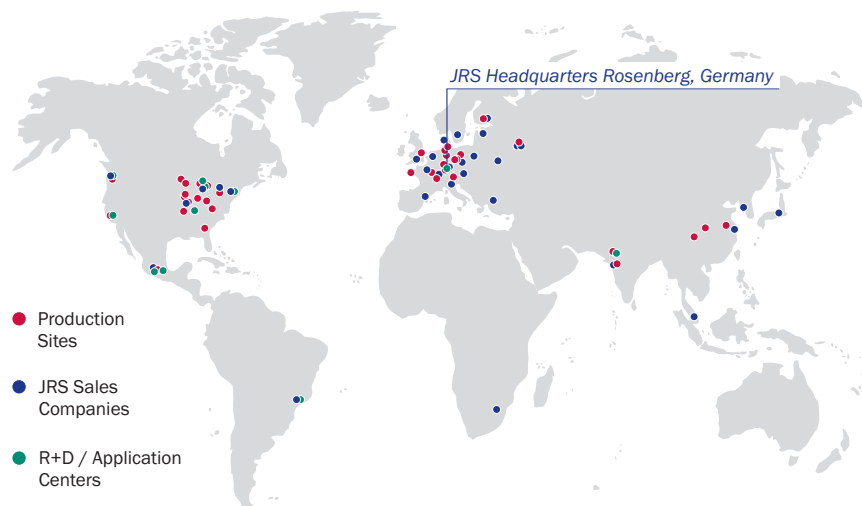 JRS Headquarters Rosenberg, Germany
Production
Sites
JRS Sales
Companies
R+D / Application
Centers